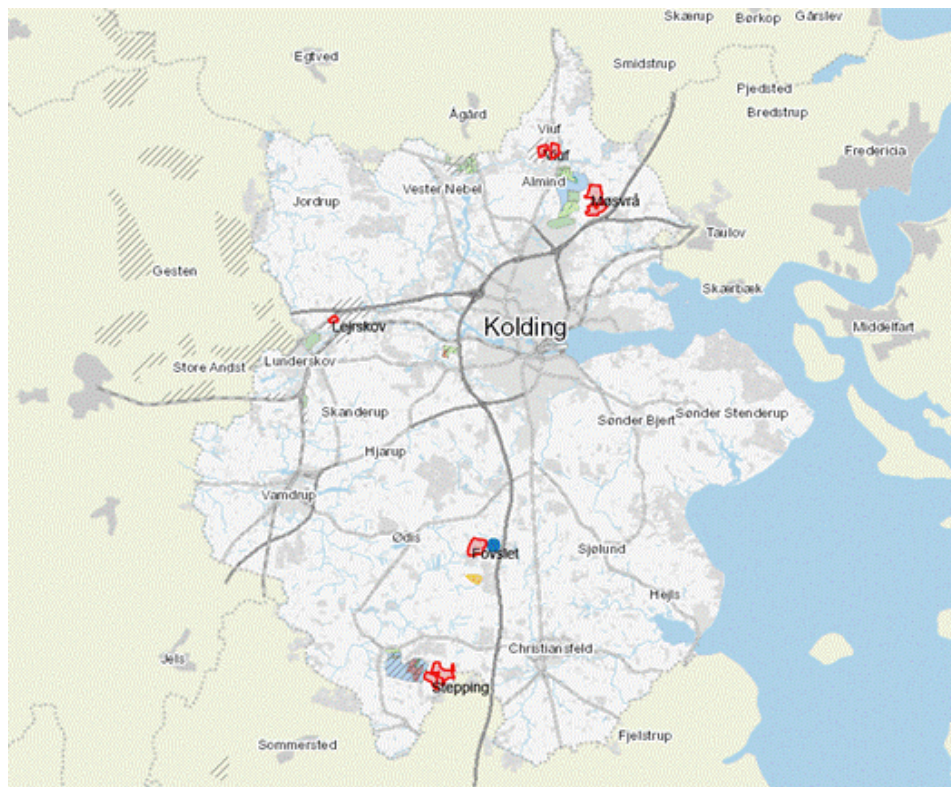 Skærup
Børkop
Gårslev
Egtved
Smidstrup
Pjedsted
Bredstrup
Ågård
Viuf
Viuf
Fredericia
Almind
Vester Nebel
Jordrup
Møsvrå
Taulov
Gesten
Skærbæk
Lejrskov
Kolding
Middelfart
Lunderskov
Store Andst
Skanderup
Sønder Bjert
Sønder Stenderup
Hjarup
Vamdrup
Ødis
Fovslet
Sjølund
Hejls
Christiansfeld
Jels
Stepping
Fjelstrup
Sommersted